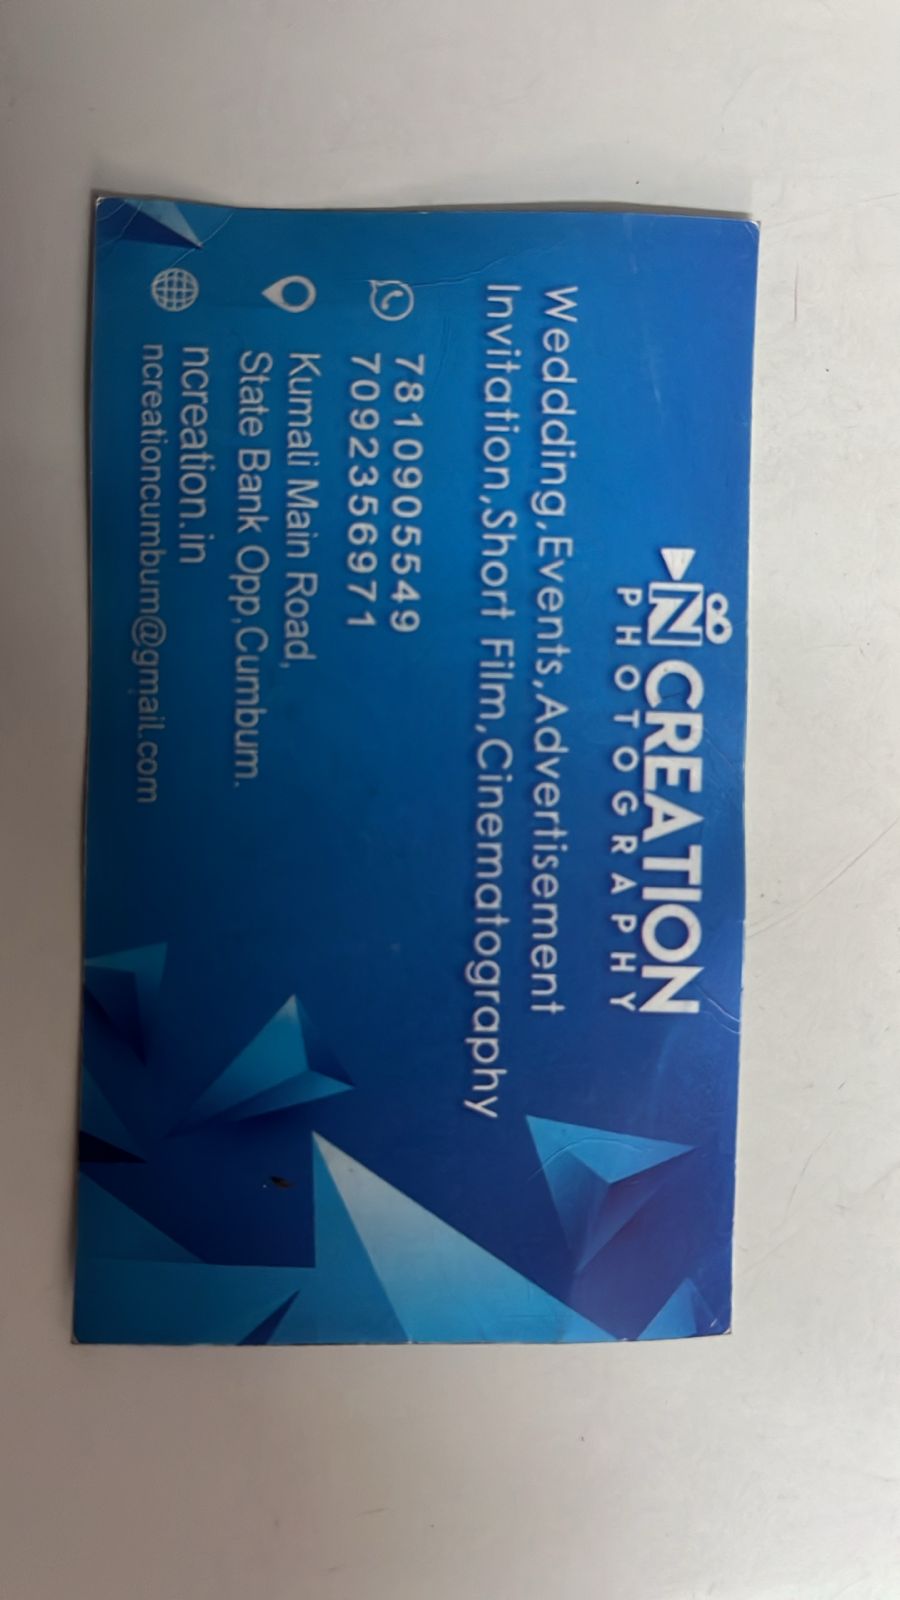 N CREATION
PHOTOGRAPHY
Weddding,Events,Advertisement
Invitation,Short Film,Cinematography
7810905549
7092356971
Kumali Main Road,
State Bank Opp,Cumbum.
ncreation.in
ncreationcumbum@gmail.com